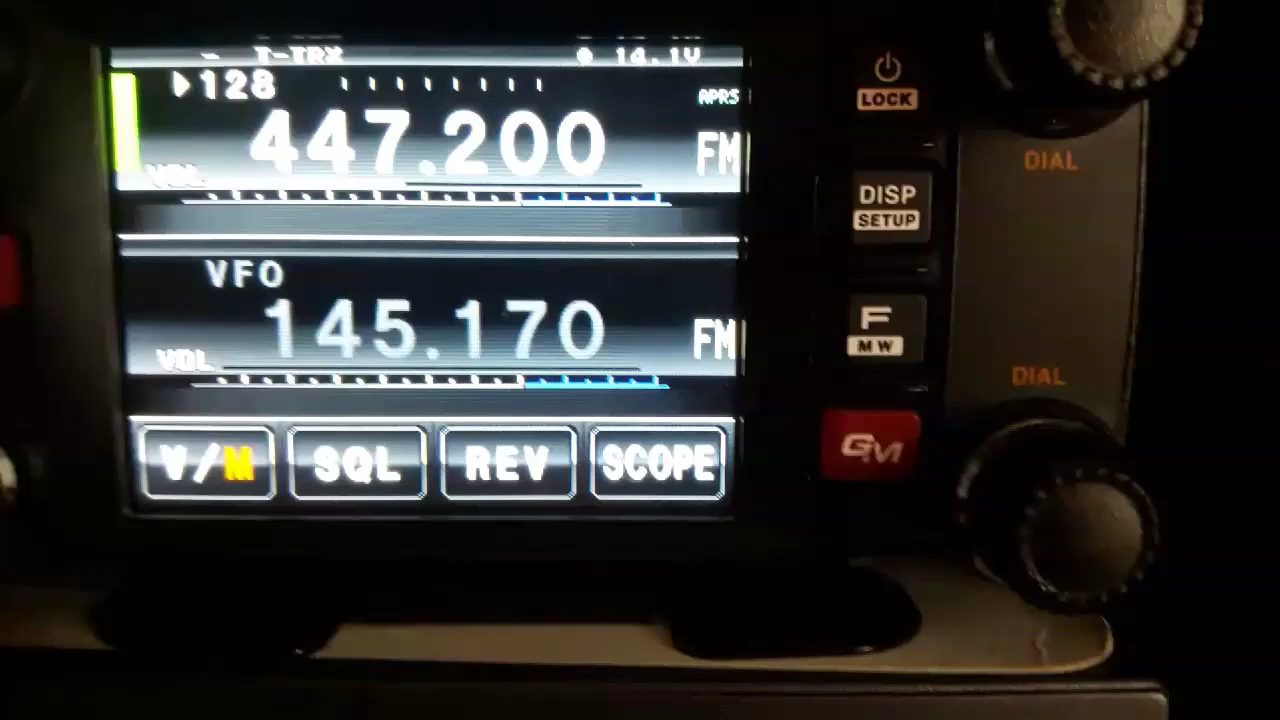 T-TRX 14.1V
128
APRS
447.200 FM
VOL
VFO
145.170 FM
VOL
V/M SQL REV SCOPE
LOCK
DISP
SETUP
F
MW
GM
DIAL
DIAL